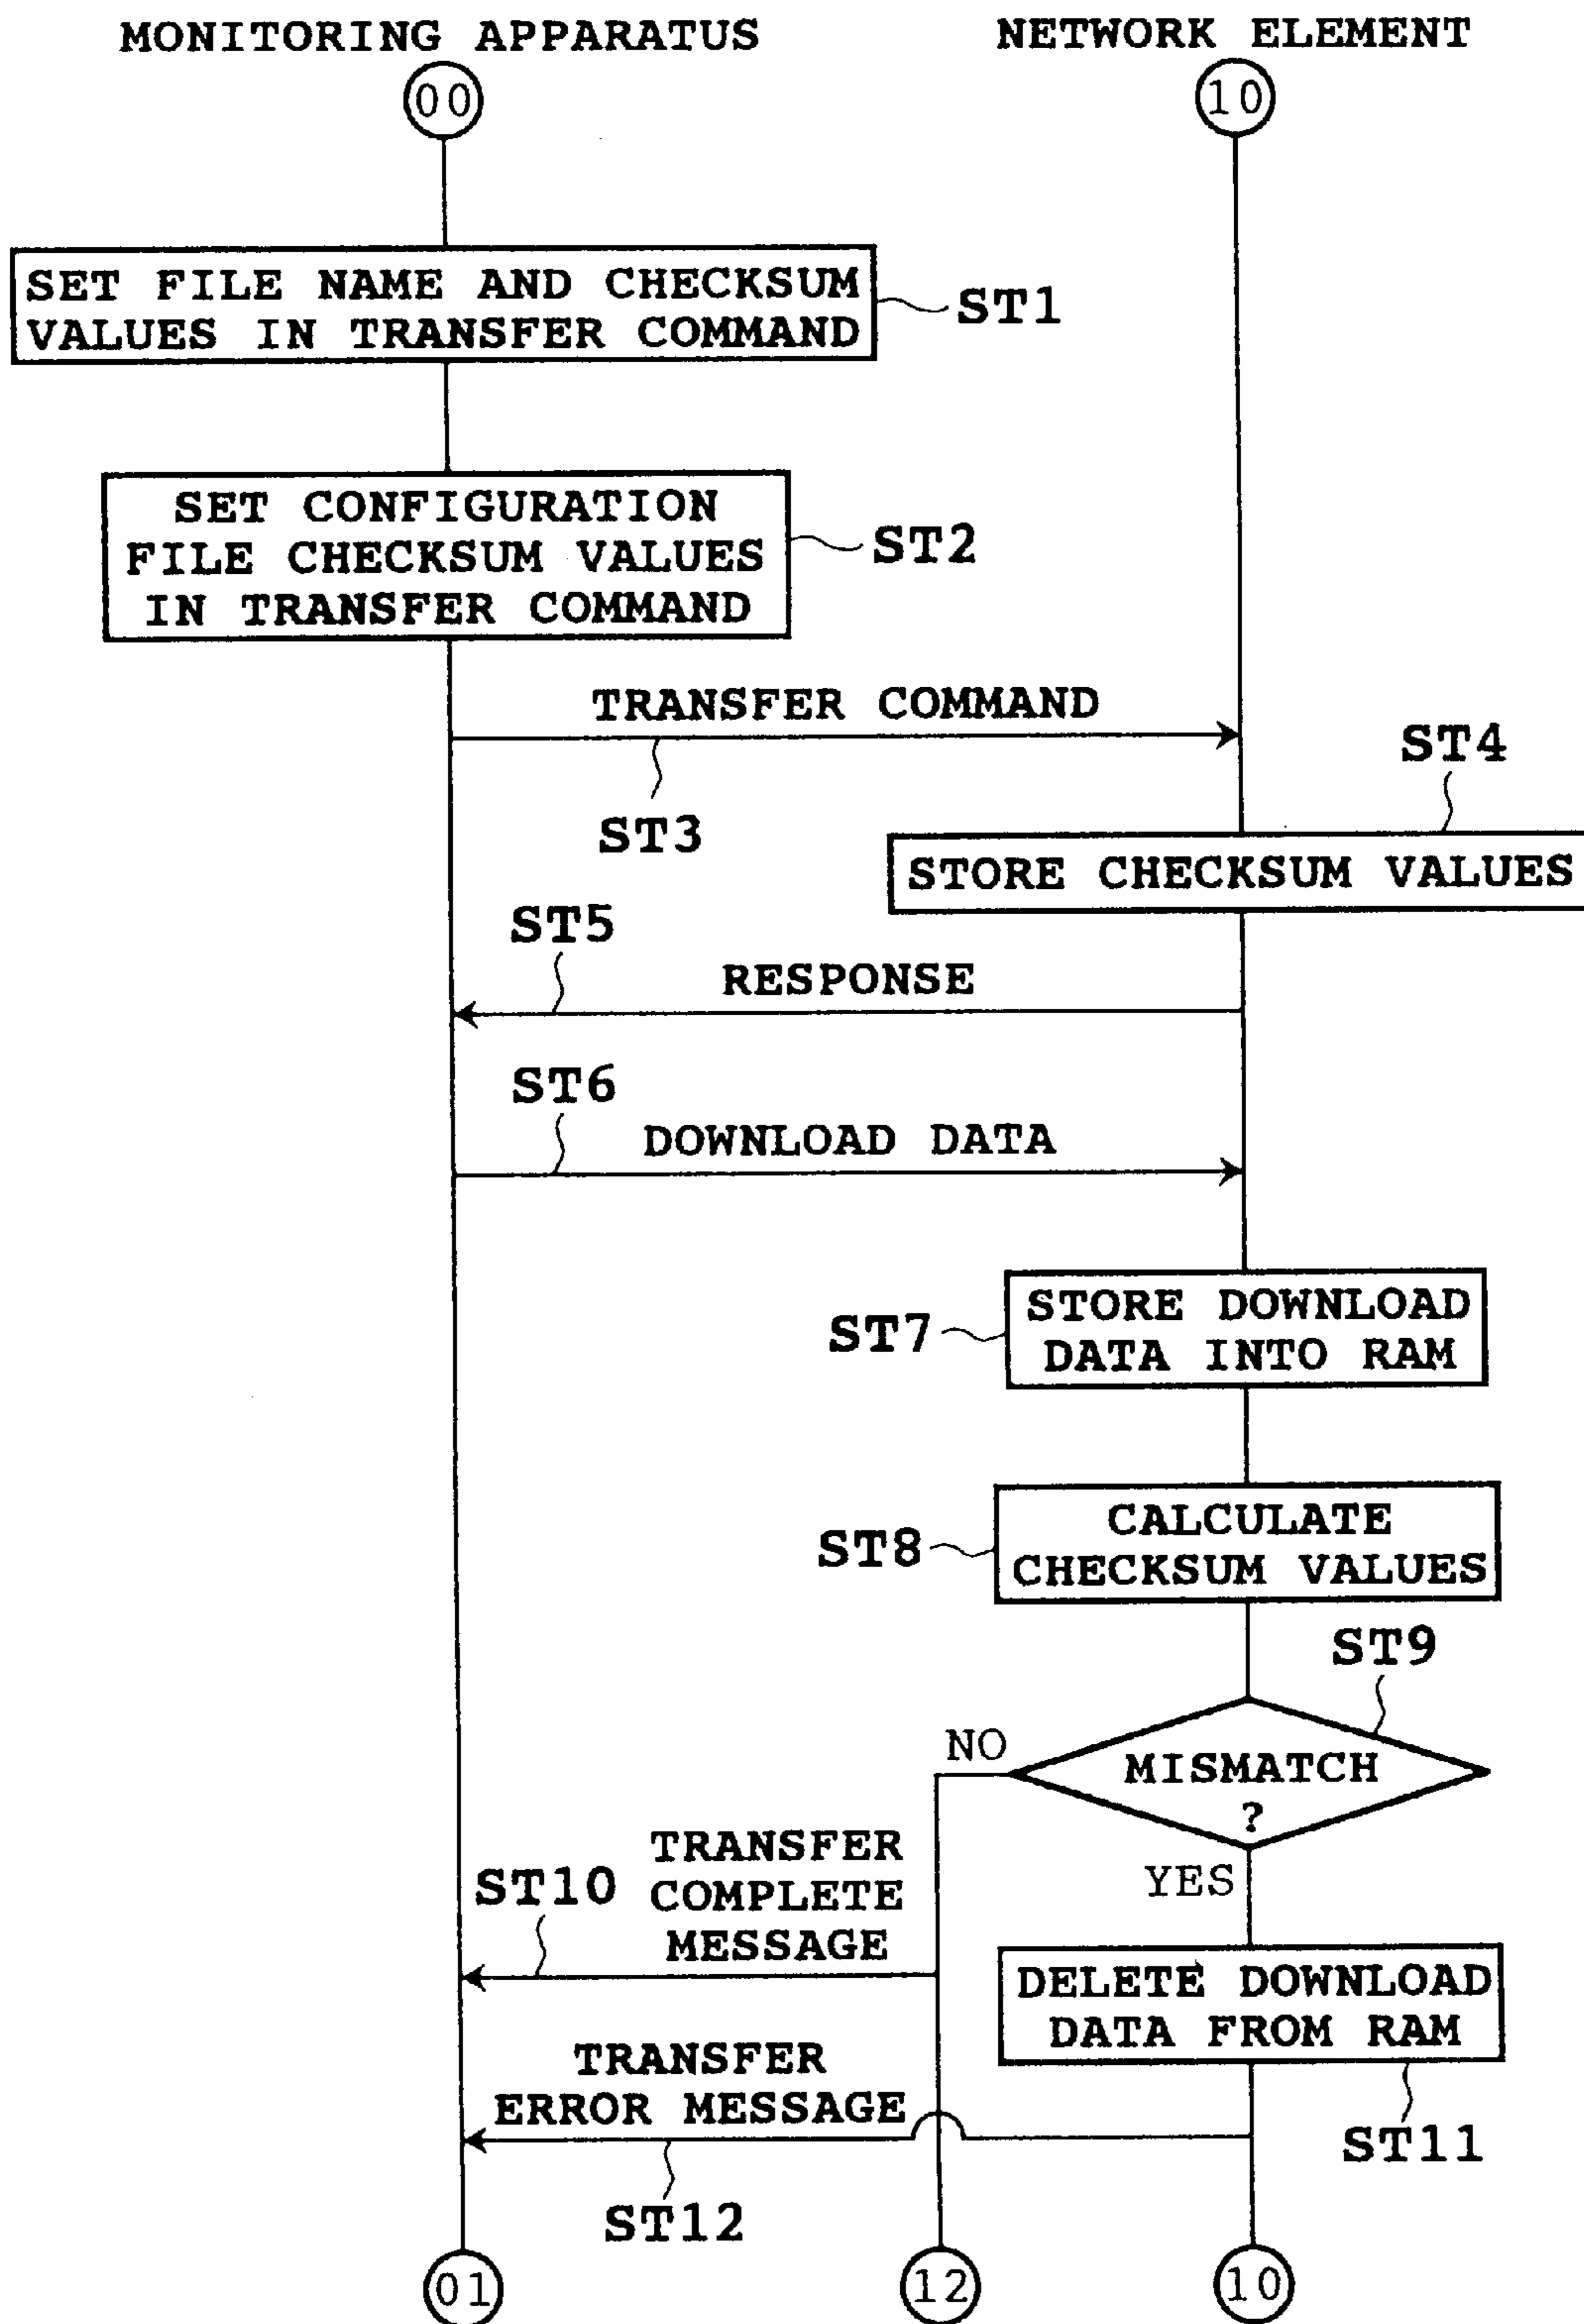 MONITORING APPARATUS
NETWORK ELEMENT
00
10
SET FILE NAME AND CHECKSUM
VALUES IN TRANSFER COMMAND
ST1
SET CONFIGURATION
FILE CHECKSUM VALUES
IN TRANSFER COMMAND
ST2
TRANSFER COMMAND
ST3
ST4
STORE CHECKSUM VALUES
ST5
RESPONSE
ST6
DOWNLOAD DATA
ST7
STORE DOWNLOAD
DATA INTO RAM
ST8
CALCULATE
CHECKSUM VALUES
ST9
NO
MISMATCH
?
YES
ST10
TRANSFER
COMPLETE
MESSAGE
DELETE DOWNLOAD
DATA FROM RAM
ST11
TRANSFER
ERROR MESSAGE
ST12
01
12
10